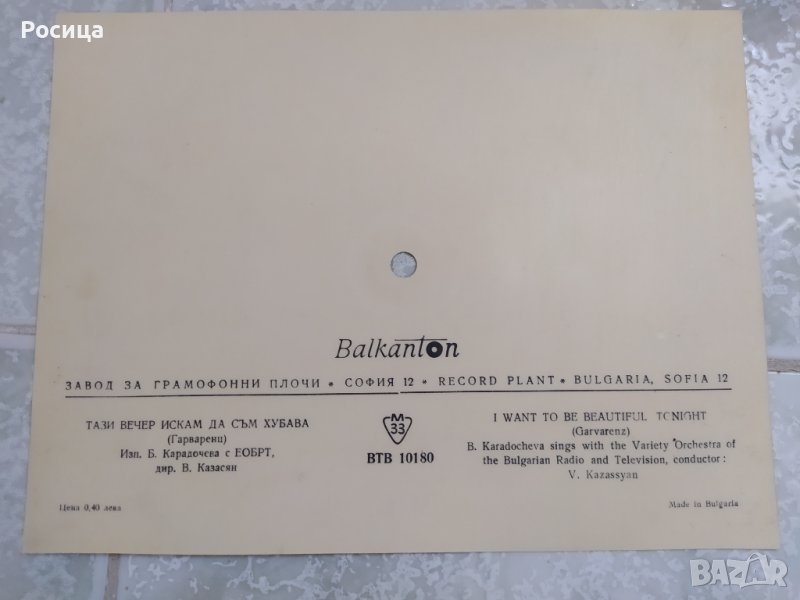 Росица
Balkanton
ЗАВОД ЗА ГРАМОФОННИ ПЛОЧИ * СОФИЯ 12 * RECORD PLANT * BULGARIA, SOFIA 12
ТАЗИ ВЕЧЕР ИСКАМ ДА СЪМ ХУБАВА
(Гарваренц)
Изп. Б. Карадочева с ЕОБРТ,
дир. В. Казасян
М
33
ВТВ 10180
I WANT TO BE BEAUTIFUL TONIGHT
(Garvarenz)
B. Karadocheva sings with the Variety Orchestra of
the Bulgarian Radio and Television, conductor:
V. Kazassyan
Цена 0,40 лева
Made in Bulgaria
BAZAR